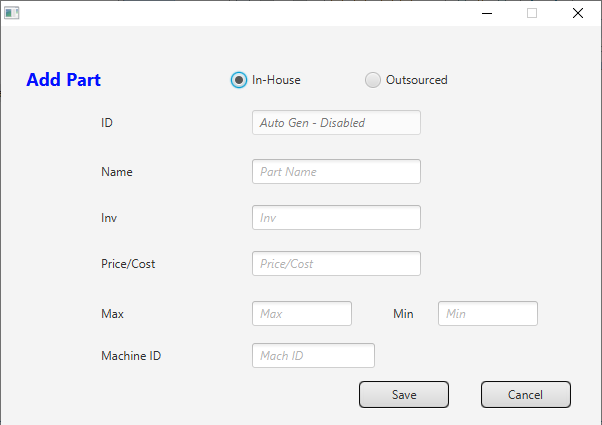 Add Part In-House Outsourced
ID Auto Gen - Disabled
Name Part Name
Inv Inv
Price/Cost Price/Cost
Max Max Min Min
Machine ID Mach ID
Save Cancel